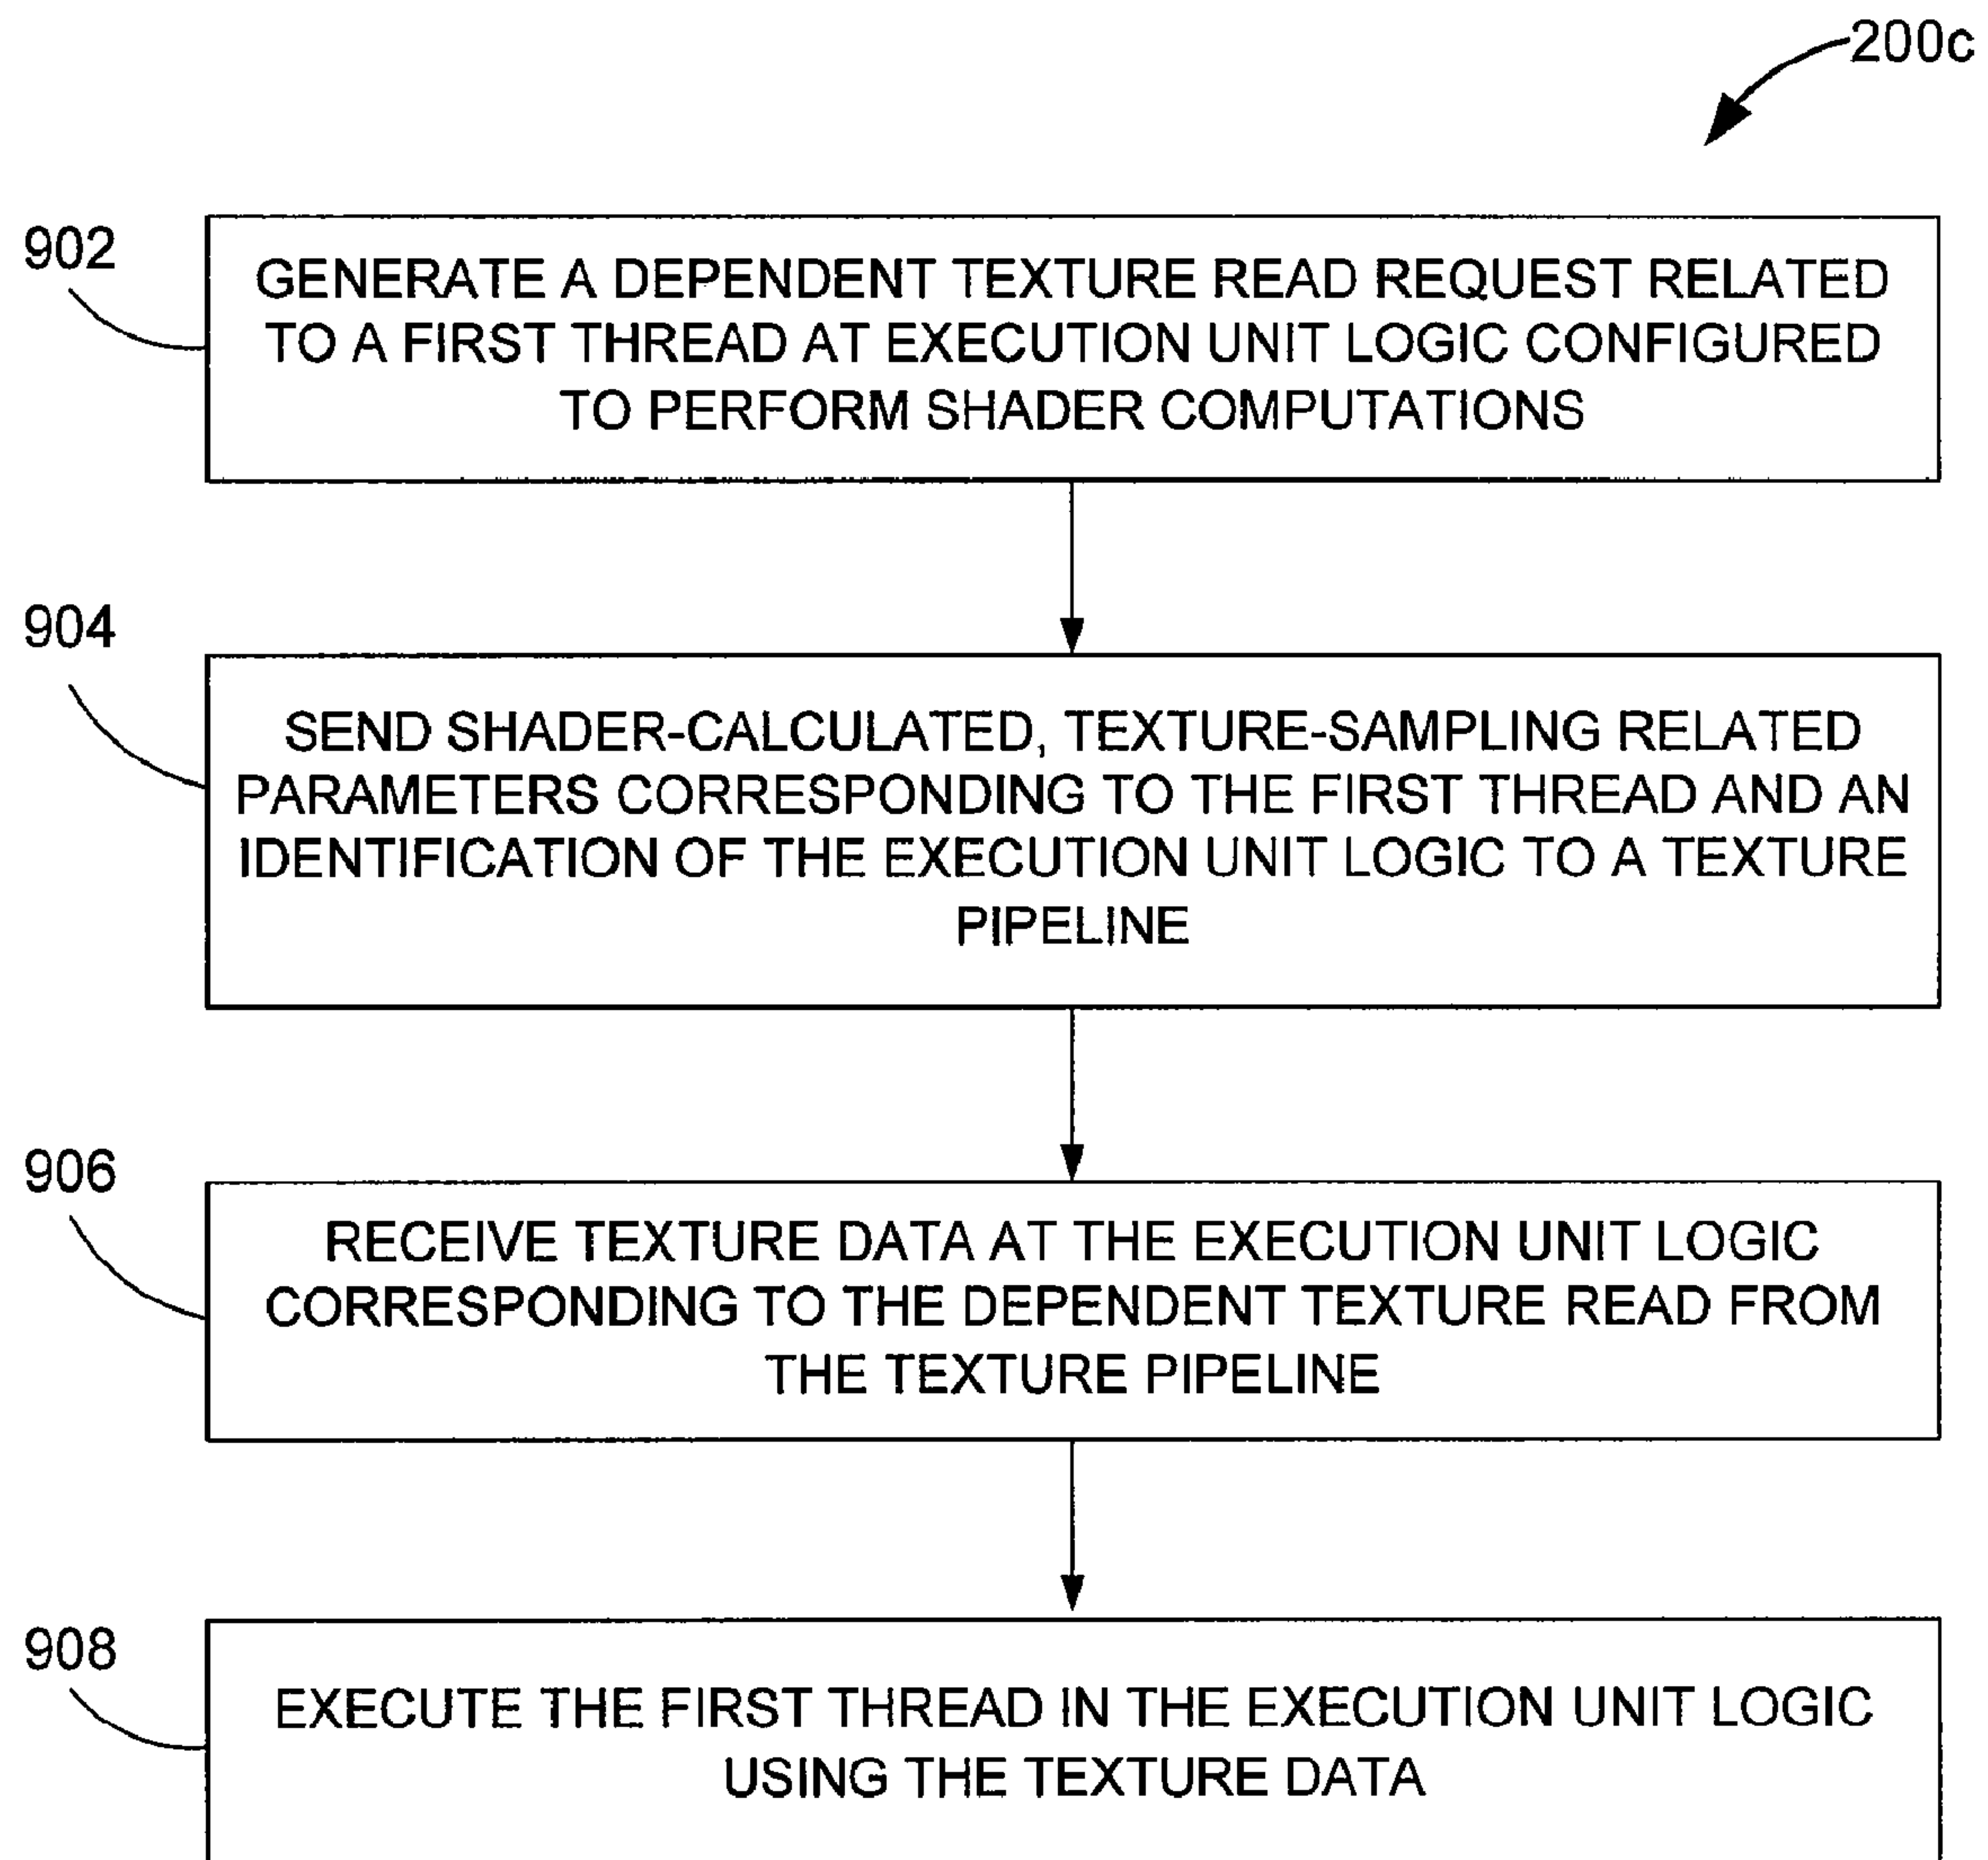 200c
902
GENERATE A DEPENDENT TEXTURE READ REQUEST RELATED
TO A FIRST THREAD AT EXECUTION UNIT LOGIC CONFIGURED
TO PERFORM SHADER COMPUTATIONS
904
SEND SHADER-CALCULATED, TEXTURE-SAMPLING RELATED
PARAMETERS CORRESPONDING TO THE FIRST THREAD AND AN
IDENTIFICATION OF THE EXECUTION UNIT LOGIC TO A TEXTURE
PIPELINE
906
RECEIVE TEXTURE DATA AT THE EXECUTION UNIT LOGIC
CORRESPONDING TO THE DEPENDENT TEXTURE READ FROM
THE TEXTURE PIPELINE
908
EXECUTE THE FIRST THREAD IN THE EXECUTION UNIT LOGIC
USING THE TEXTURE DATA